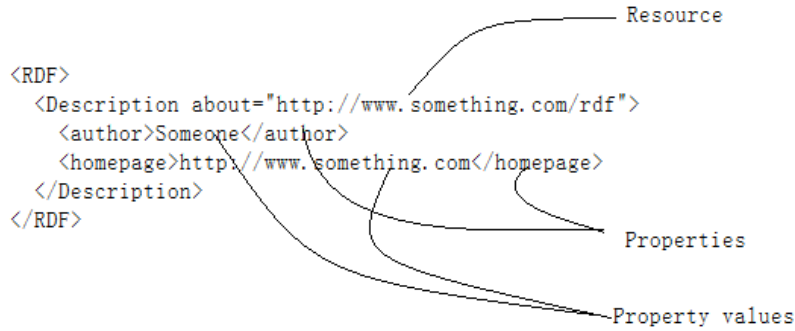 Resource
<RDF>
<Description about="http://www.something.com/rdf">
<author>Someone</author>
<homepage>http://www.something.com</homepage>
</Description>
</RDF>
Properties
Property values